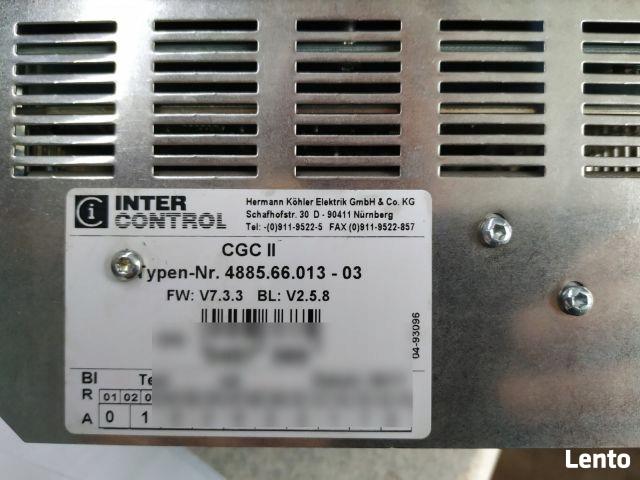 INTER
CONTROL
Hermann Köhler Elektrik GmbH & Co. KG
Schafhofstr. 30 D - 90411 Nürnberg
Tel: -(0)911-9522-5 FAX (0)911-9522-857
CGC II
Typen-Nr. 4885.66.013 - 03
FW: V7.3.3 BL: V2.5.8
04-93096
BI
R 01 02
A 0 1
Lento